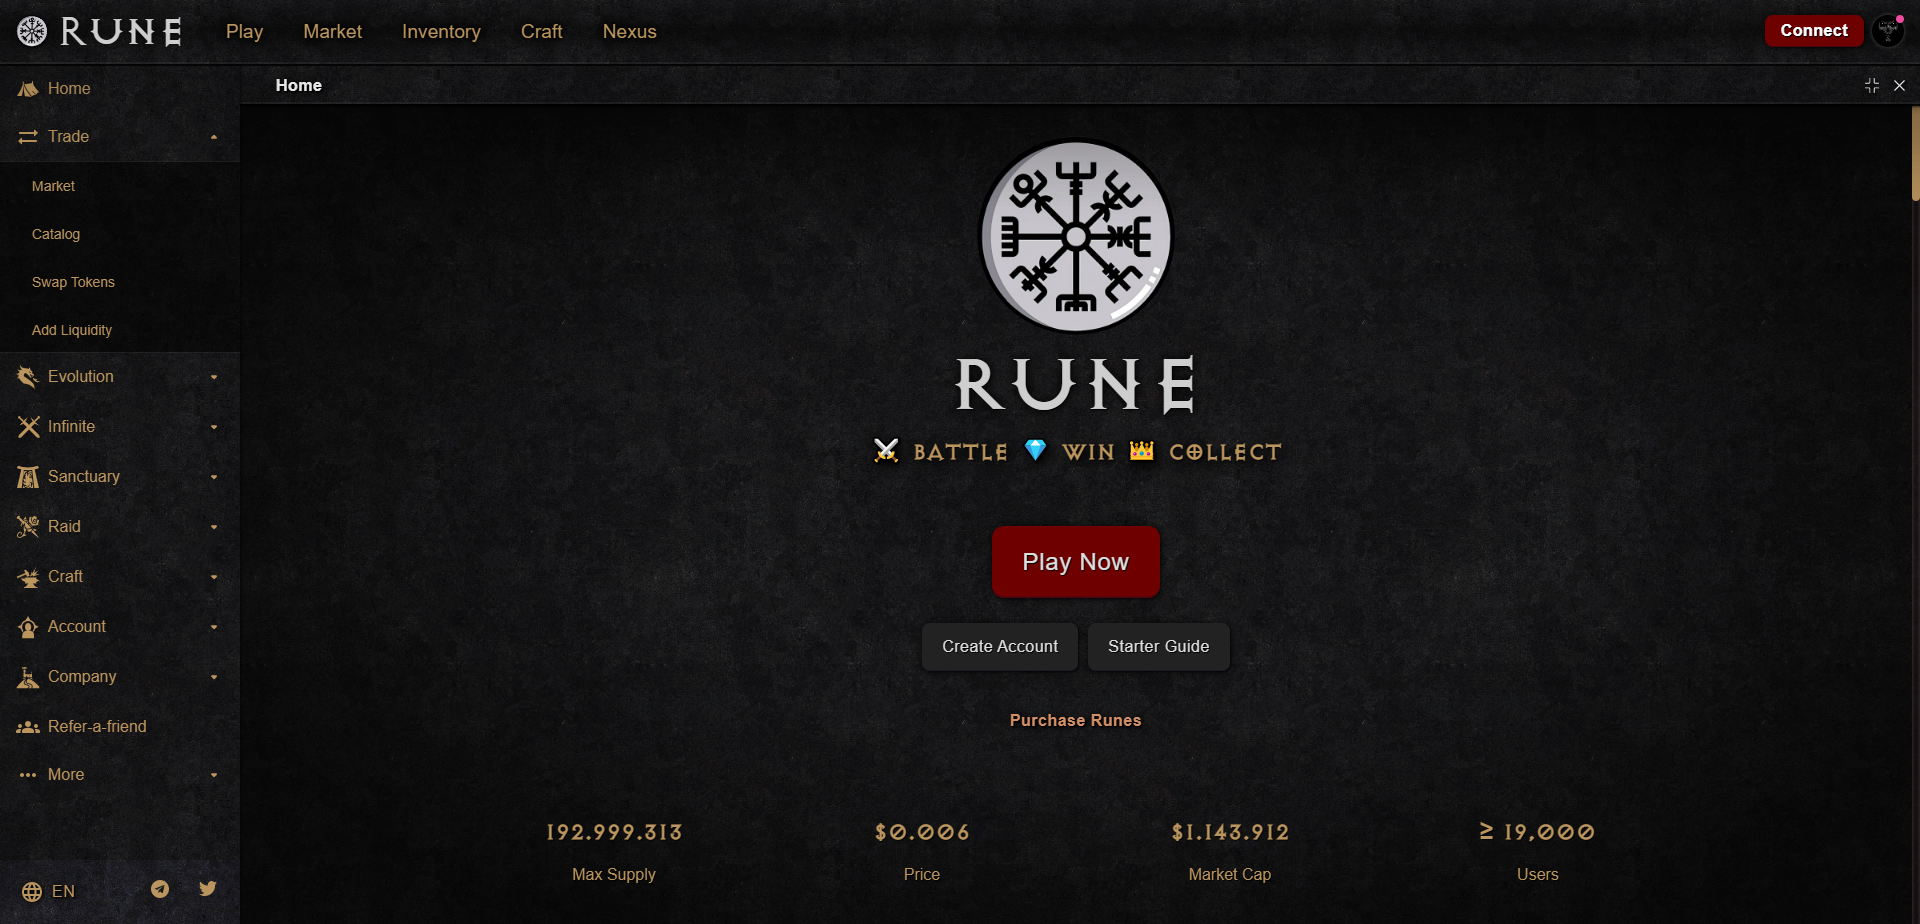 RUNE
Play
Market
Inventory
Craft
Nexus
Connect
Home
Trade
Market
Catalog
Swap Tokens
Add Liquidity
Evolution
Infinite
Sanctuary
Raid
Craft
Account
Company
Refer-a-friend
More
EN
Home
RUNE
⚔️ BATTLE 💎 WIN 👑 COLLECT
Play Now
Create Account
Starter Guide
Purchase Runes
192.999.313
Max Supply
$0.006
Price
$1.143.912
Market Cap
≥ 19,000
Users